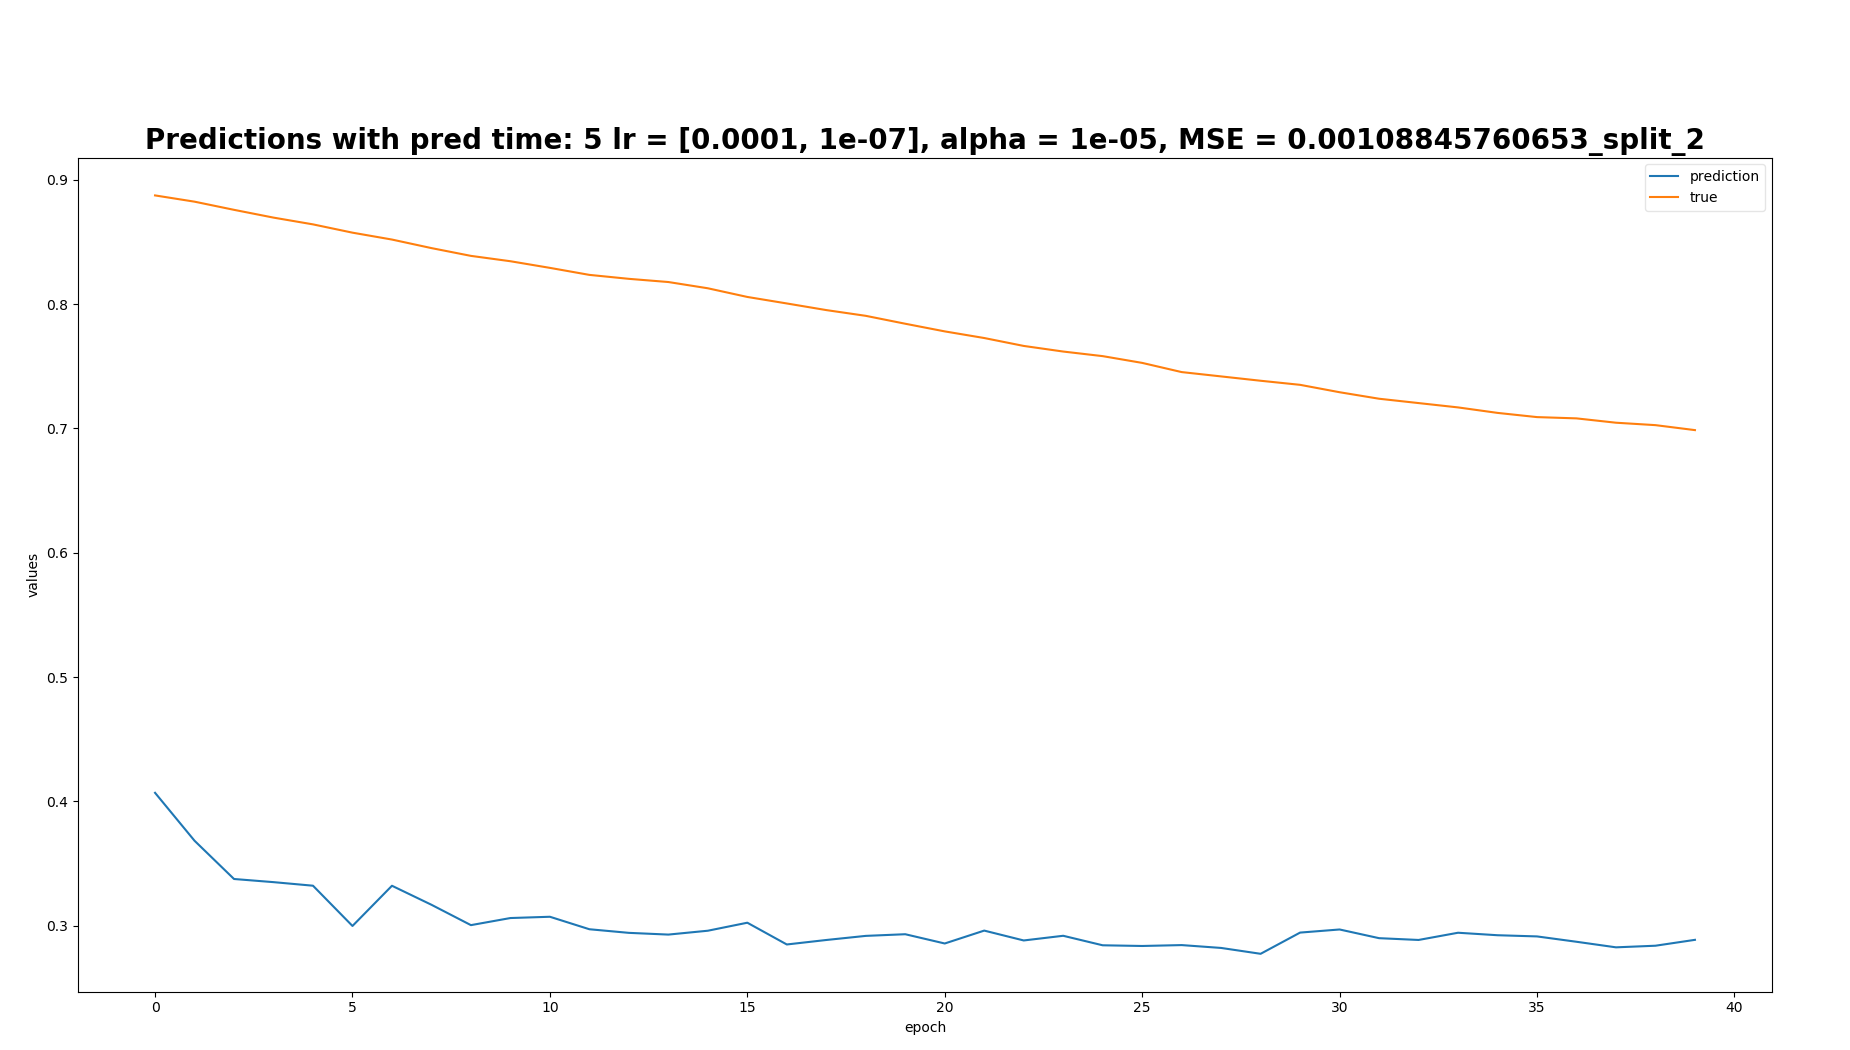 Predictions with pred time: 5 lr = [0.0001, 1e-07], alpha = 1e-05, MSE = 0.00108845760653_split_2
prediction
true
0.9
0.8
0.7
0.6
0.5
0.4
0.3
values
0 5 10 15 20 25 30 35 40
epoch